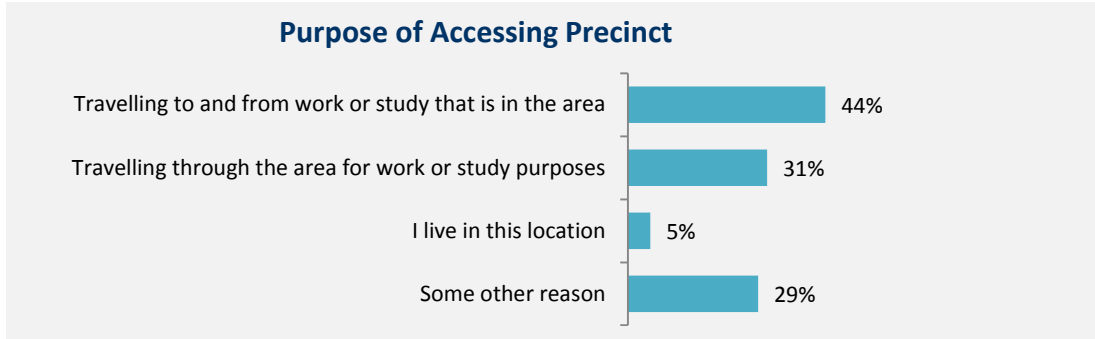 Purpose of Accessing Precinct
Travelling to and from work or study that is in the area 44%
Travelling through the area for work or study purposes 31%
I live in this location 5%
Some other reason 29%